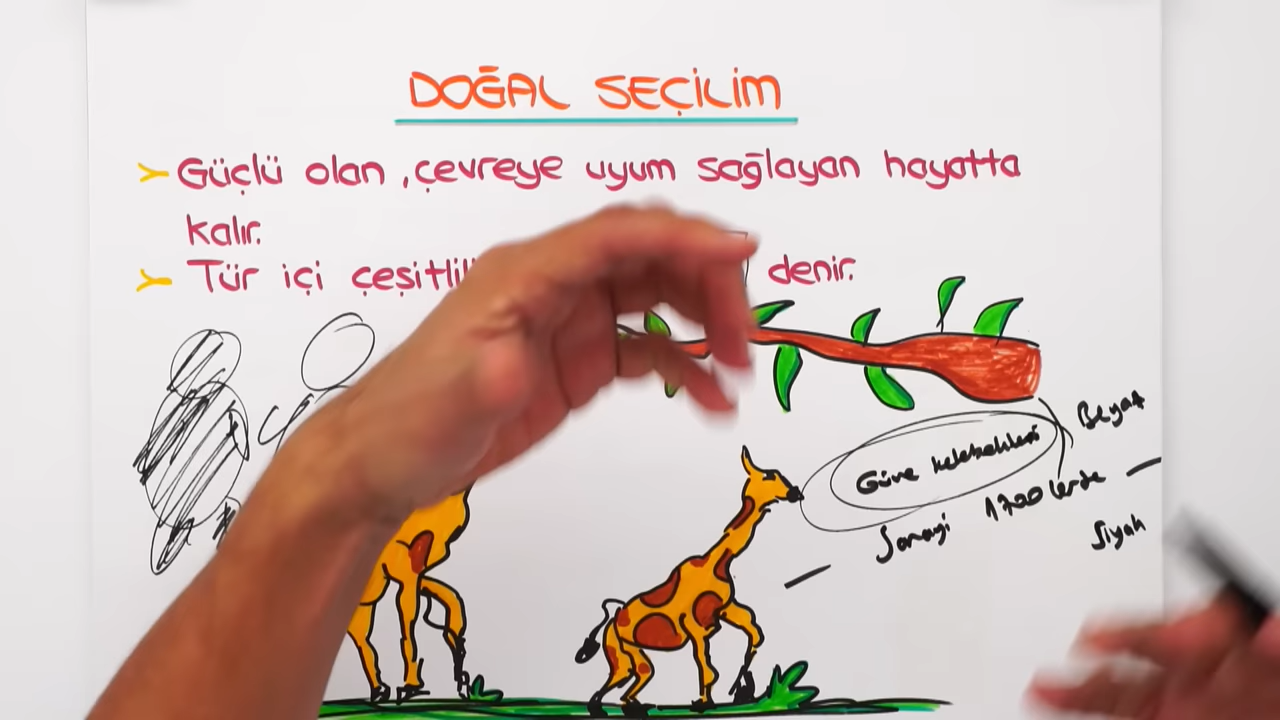 DOĞAL SEÇİLİM
Güçlü olan, çevreye uyum sağlayan hayatta
kalır.
Tür içi çeşitlili denir.
Beyaz
Güve kelebekleri
1700 lerde
Sanayi
Siyah